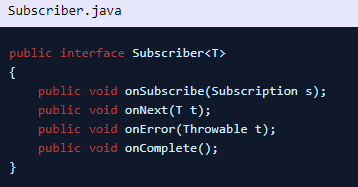 Subscriber.java
public interface Subscriber<T>
{
    public void onSubscribe(Subscription s);
    public void onNext(T t);
    public void onError(Throwable t);
    public void onComplete();
}